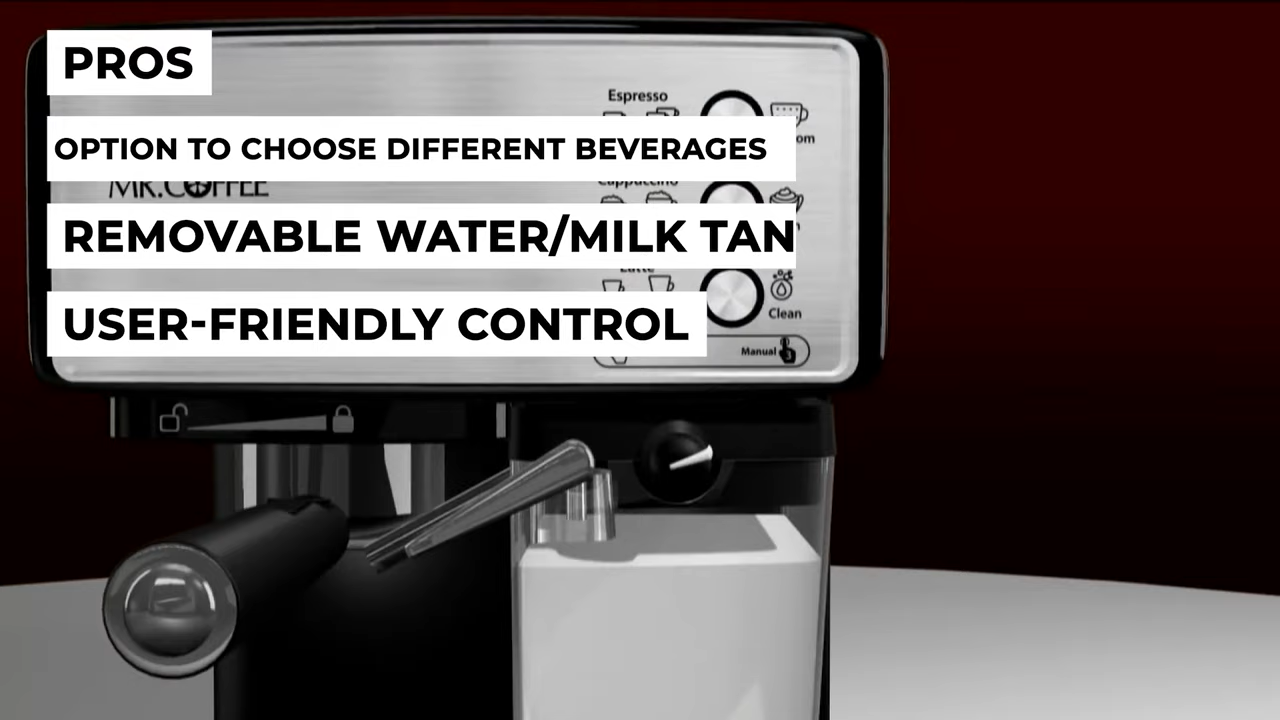 PROS
Espresso
OPTION TO CHOOSE DIFFERENT BEVERAGES
om
Cappuccino
MR.COFFEE
REMOVABLE WATER/MILK TAN
Latte
USER-FRIENDLY CONTROL
Clean
Manual